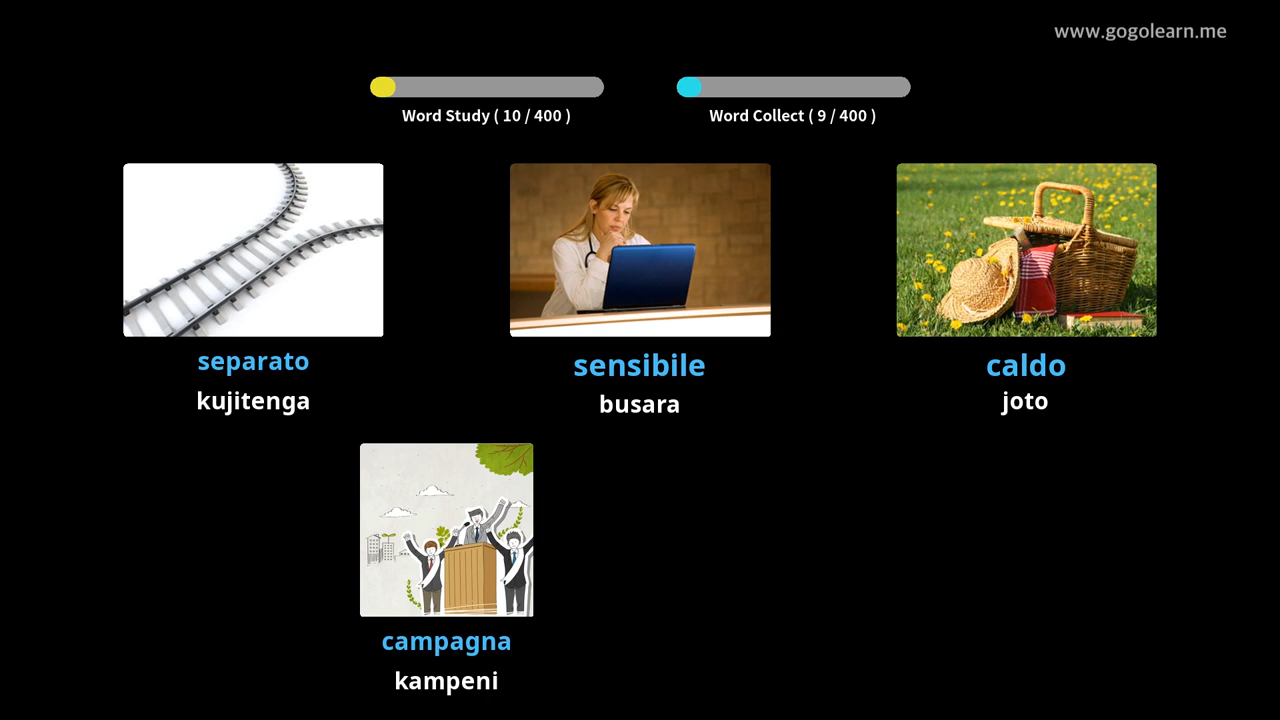 www.gogolearn.me
Word Study ( 10 / 400 )
Word Collect ( 9 / 400 )
separato
kujitenga
sensibile
busara
caldo
joto
campagna
kampeni